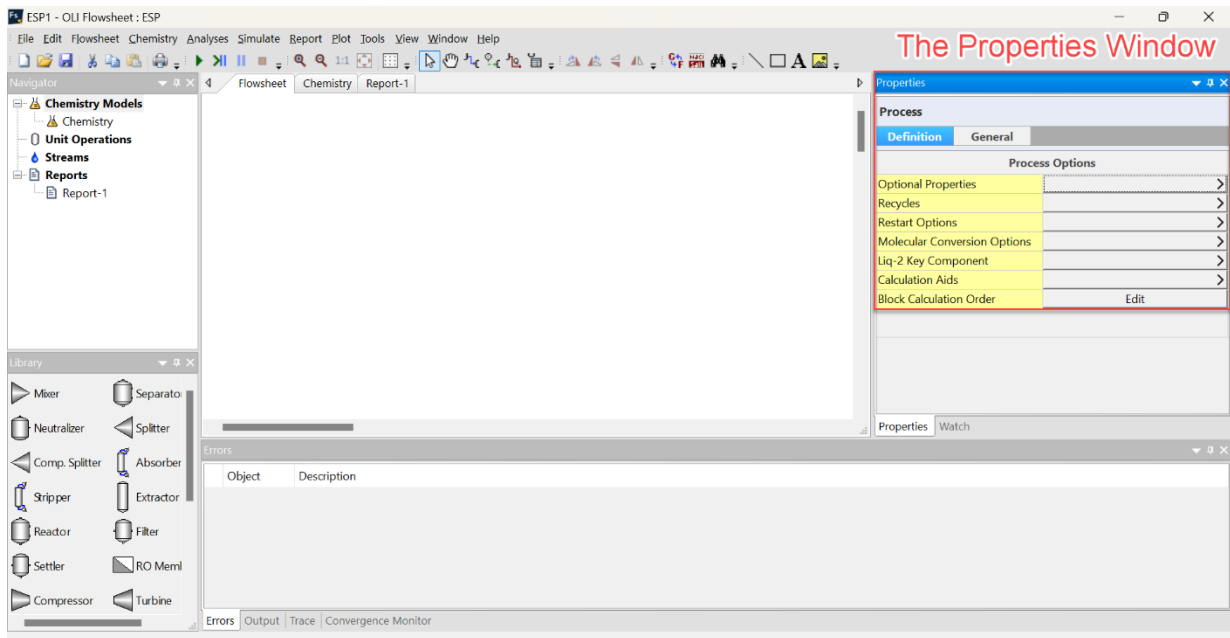 ESP1 - OLI Flowsheet : ESP
File Edit Flowsheet Chemistry Analyses Simulate Report Plot Tools View Window Help
The Properties Window
1:1
A
Navigator
Chemistry Models
Chemistry
Unit Operations
Streams
Reports
Report-1
Flowsheet Chemistry Report-1
Properties
Process
Definition General
Process Options
Optional Properties
Recycles
Restart Options
Molecular Conversion Options
Liq-2 Key Component
Calculation Aids
Block Calculation Order Edit
Properties Watch
Library
Mixer Separato
Neutralizer Splitter
Comp. Splitter Absorber
Stripper Extractor
Reactor Filter
Settler RO Meml
Compressor Turbine
Errors
Object Description
Errors Output Trace Convergence Monitor